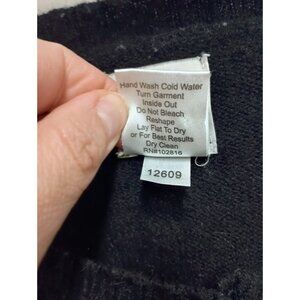 Hand Wash Cold Water
Turn Garment
Inside Out
Do Not Bleach
Reshape
Lay Flat To Dry
or For Best Results
Dry Clean
RN#102816
12609